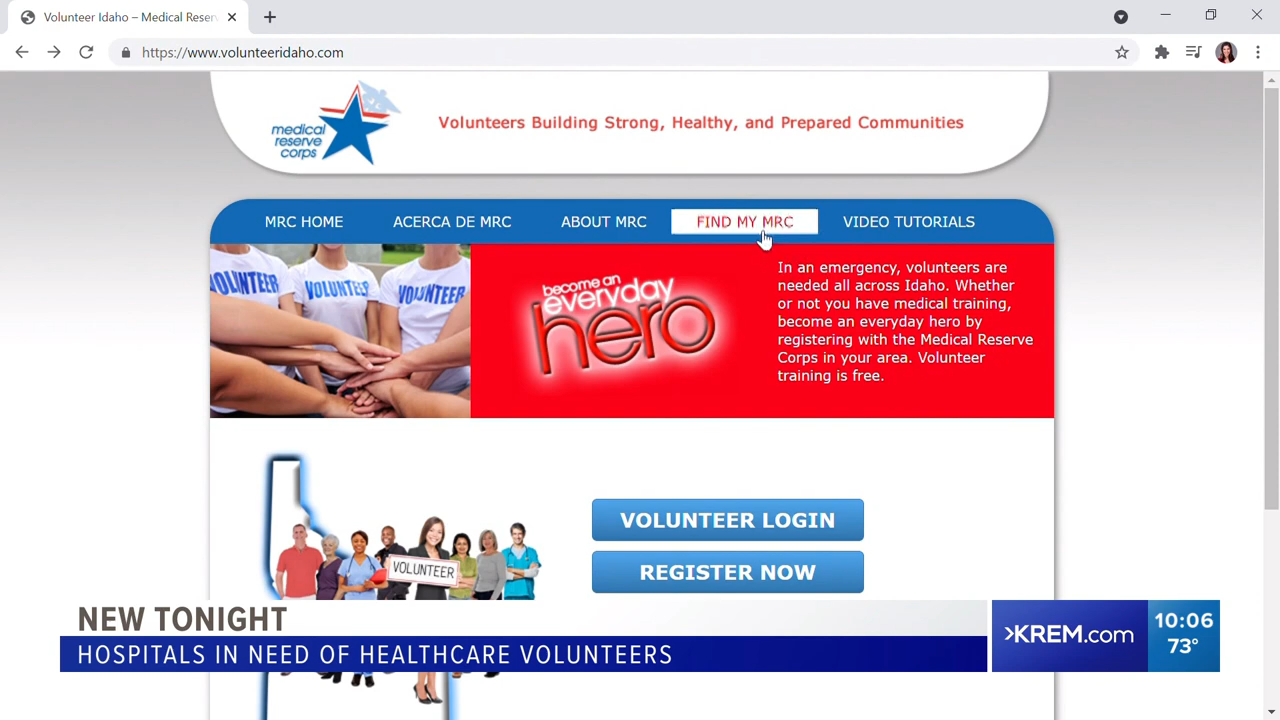 Volunteer Idaho – Medical Reser
https://www.volunteeridaho.com
medical
reserve
corps
Volunteers Building Strong, Healthy, and Prepared Communities
MRC HOME
ACERCA DE MRC
ABOUT MRC
FIND MY MRC
VIDEO TUTORIALS
VOLUNTEER
VOLUNTEER
VOLUNTEER
become an
everyday
hero
In an emergency, volunteers are
needed all across Idaho. Whether
or not you have medical training,
become an everyday hero by
registering with the Medical Reserve
Corps in your area. Volunteer
training is free.
VOLUNTEER
VOLUNTEER LOGIN
REGISTER NOW
NEW TONIGHT
HOSPITALS IN NEED OF HEALTHCARE VOLUNTEERS
KREM.com
10:06
73°